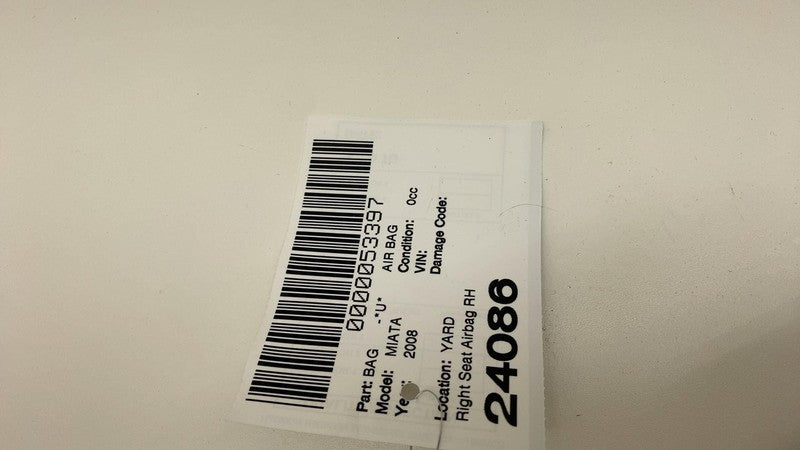 0000053397
Part: BAG -*U* AIR BAG
Model: MIATA Condition: 0cc
Year: 2008 VIN:
Damage Code:
Location: YARD
Right Seat Airbag RH
24086